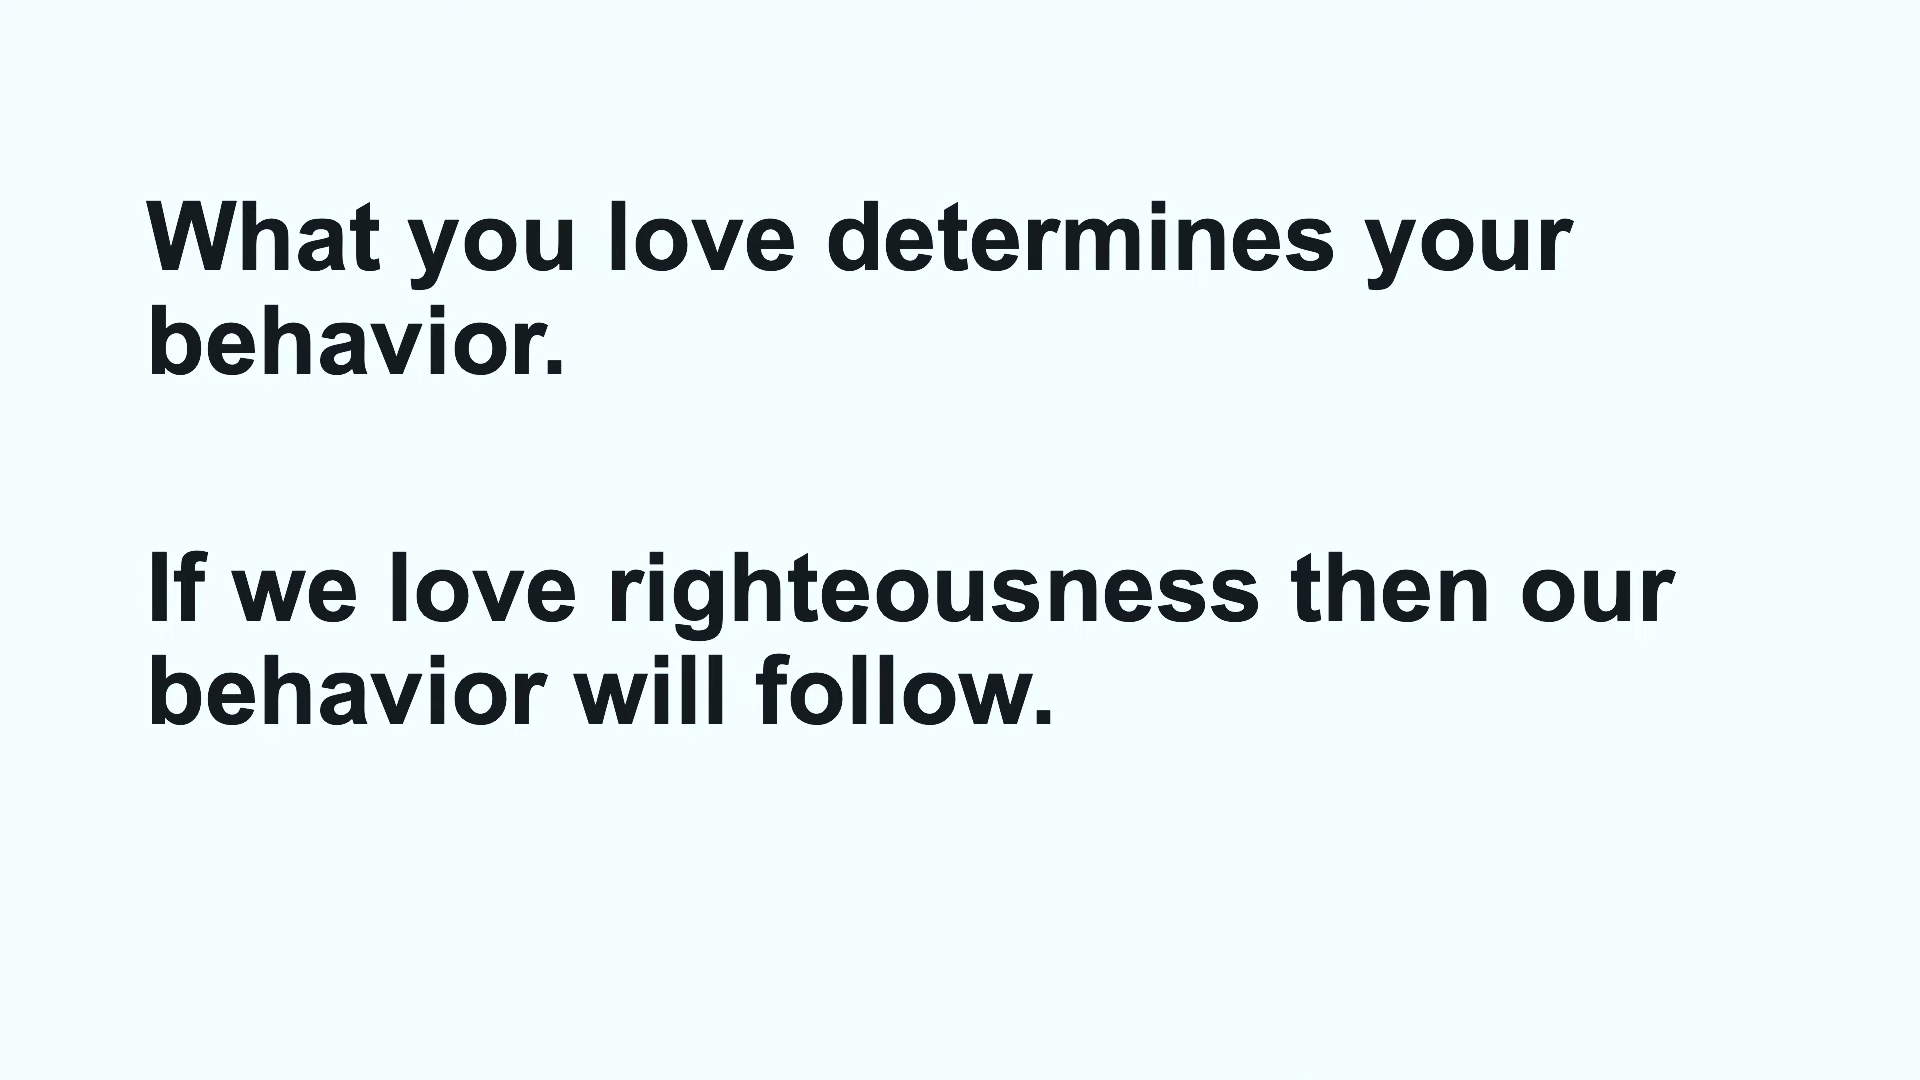 What you love determines your
behavior.
If we love righteousness then our
behavior will follow.